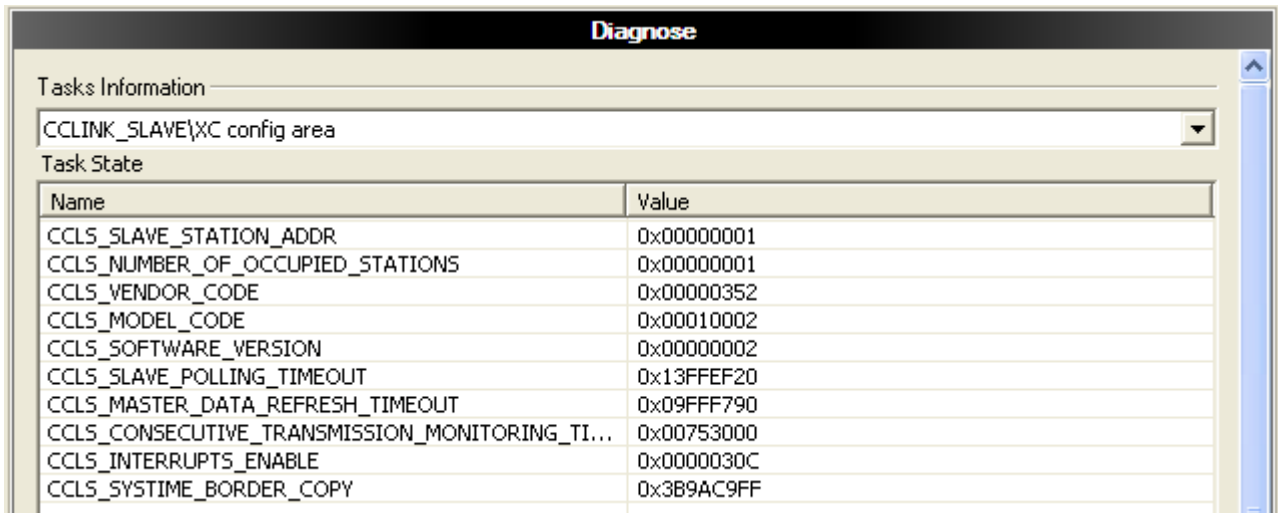 Diagnose
Tasks Information
CCLINK_SLAVE\XC config area
Task State
Name Value
CCLS_SLAVE_STATION_ADDR 0x00000001
CCLS_NUMBER_OF_OCCUPIED_STATIONS 0x00000001
CCLS_VENDOR_CODE 0x00000352
CCLS_MODEL_CODE 0x00010002
CCLS_SOFTWARE_VERSION 0x00000002
CCLS_SLAVE_POLLING_TIMEOUT 0x13FFEF20
CCLS_MASTER_DATA_REFRESH_TIMEOUT 0x09FFF790
CCLS_CONSECUTIVE_TRANSMISSION_MONITORING_TI... 0x00753000
CCLS_INTERRUPTS_ENABLE 0x0000030C
CCLS_SYSTIME_BORDER_COPY 0x3B9AC9FF